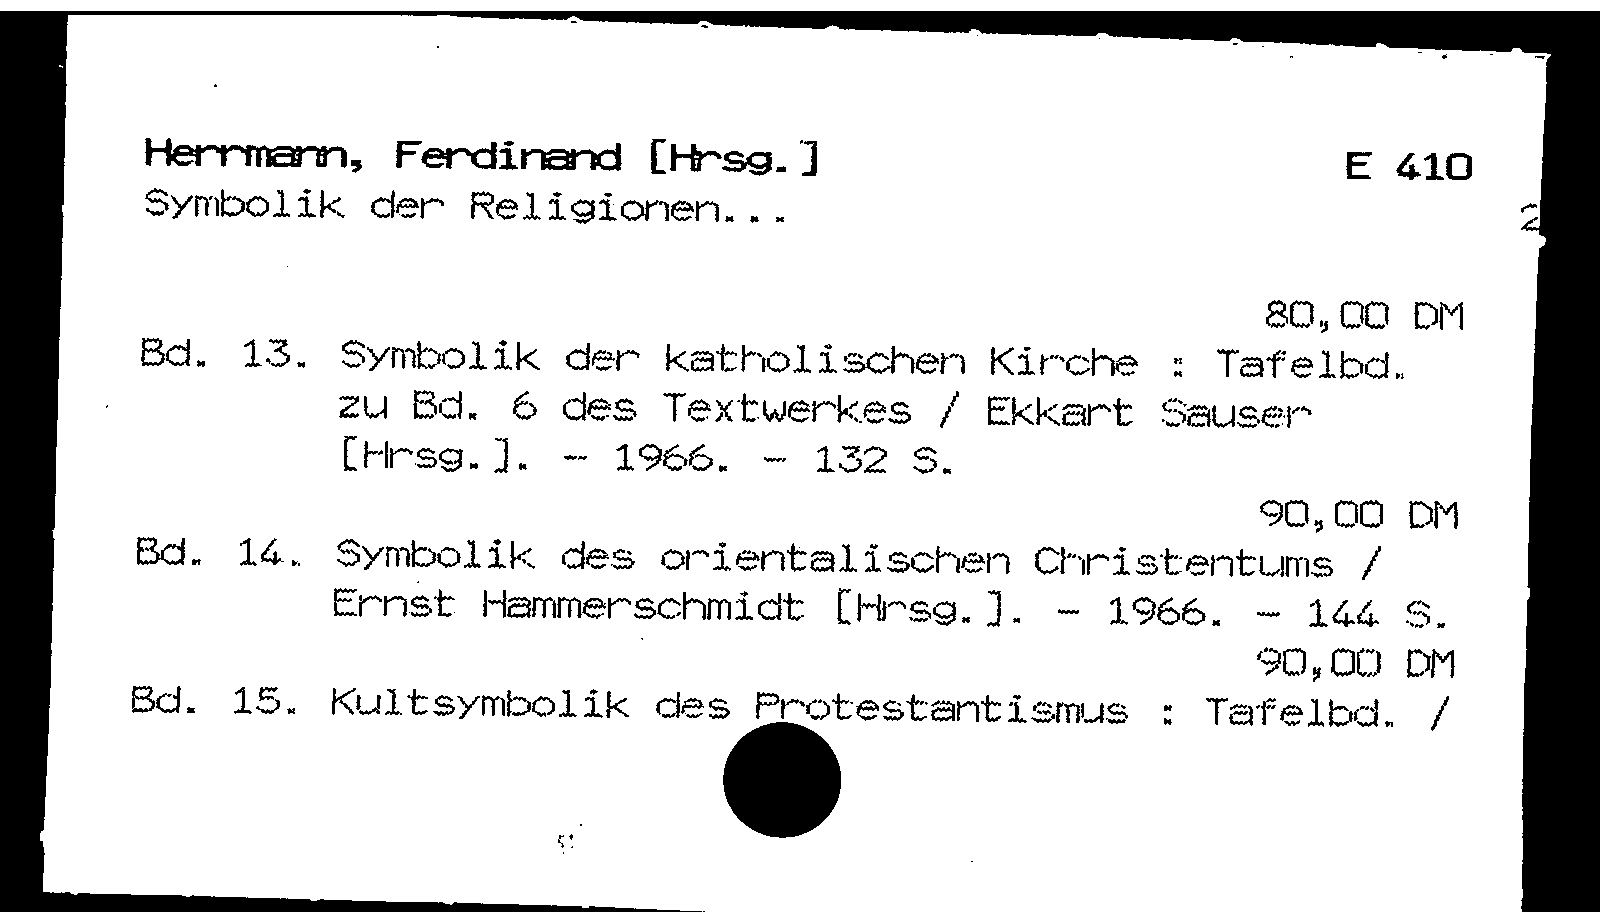 Herrmann, Ferdinand [Hrsg.] E 410
Symbolik der Religionen...
2
80,00 DM
Bd. 13. Symbolik der katholischen Kirche : Tafelbd.
zu Bd. 6 des Textwerkes / Ekkart Sauser
[Hrsg.]. - 1966. - 132 S.
90,00 DM
Bd. 14. Symbolik des orientalischen Christentums /
Ernst Hammerschmidt [Hrsg.]. - 1966. - 144 S.
90,00 DM
Bd. 15. Kultsymbolik des Protestantismus : Tafelbd. /